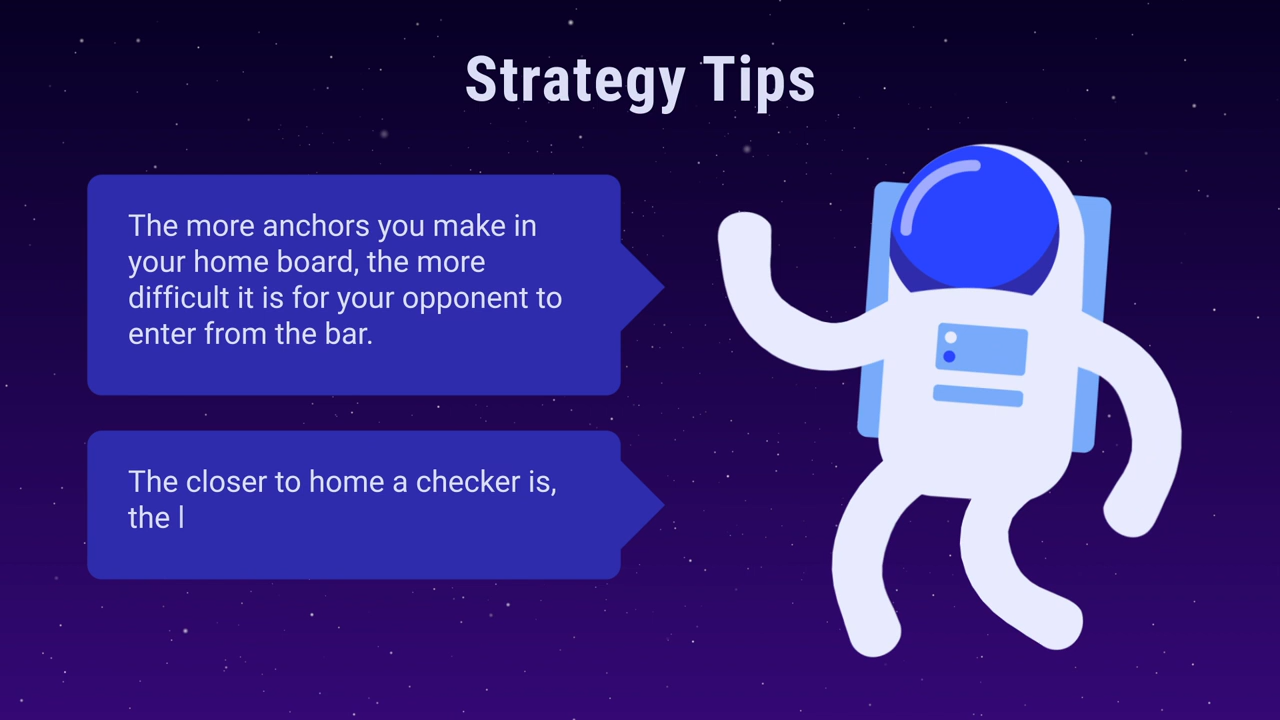 Strategy Tips
The more anchors you make in
your home board, the more
difficult it is for your opponent to
enter from the bar.
The closer to home a checker is,
the l